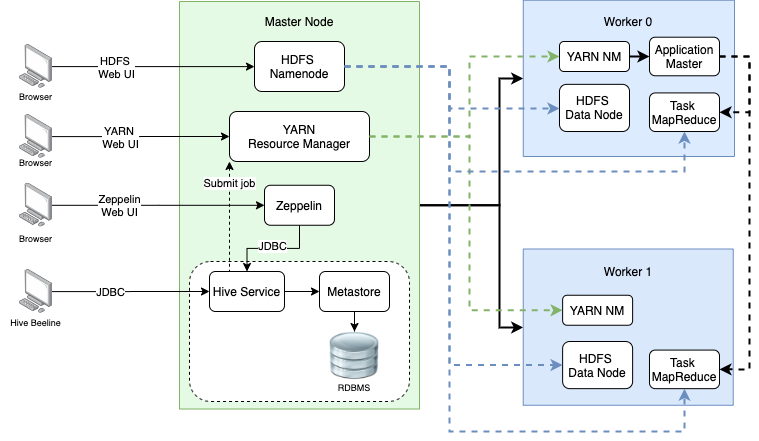 Master Node
Worker 0
HDFS
Web UI
Browser
HDFS
Namenode
YARN NM
Application
Master
HDFS
Data Node
Task
MapReduce
YARN
Web UI
Browser
YARN
Resource Manager
Submit job
Zeppelin
Web UI
Browser
Zeppelin
JDBC
Worker 1
JDBC
Hive Beeline
Hive Service
Metastore
RDBMS
YARN NM
HDFS
Data Node
Task
MapReduce